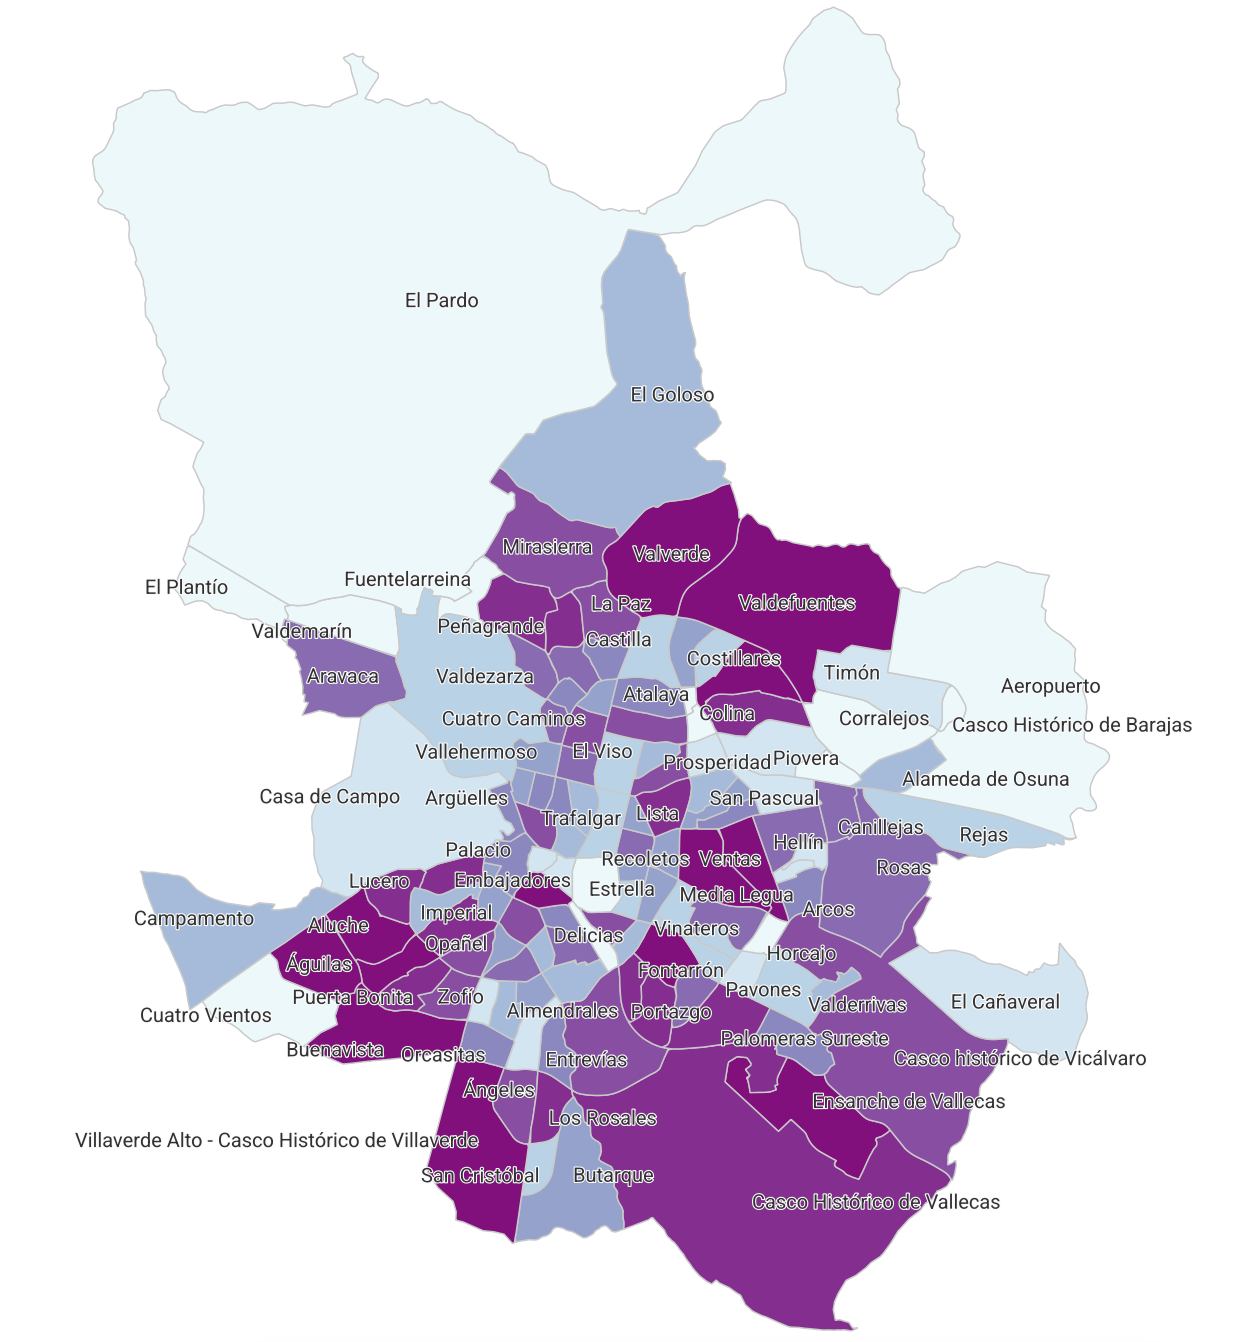 El Pardo
El Goloso
Mirasierra
Valverde
Fuentelarreina
El Plantío
La Paz
Valdefuentes
Valdemarín
Peñagrande
Castilla
Costillares
Timón
Aravaca
Valdezarza
Atalaya
Aeropuerto
Cuatro Caminos
Colina
Corralejos
Casco Histórico de Barajas
Vallehermoso
El Viso
Prosperidad
Piovera
Alameda de Osuna
Casa de Campo
Argüelles
San Pascual
Trafalgar
Lista
Canillejas
Rejas
Palacio
Hellín
Recoletos
Ventas
Rosas
Lucero
Embajadores
Estrella
Media Legua
Campamento
Imperial
Arcos
Aluche
Delicias
Vinateros
Opañel
Horcajo
Águilas
Fontarrón
Puerta Bonita
Zofío
Pavones
El Cañaveral
Cuatro Vientos
Almendrales
Portazgo
Valderrivas
Buenavista
Orcasitas
Entrevías
Palomeras Sureste
Casco histórico de Vicálvaro
Ángeles
Ensanche de Vallecas
Los Rosales
Villaverde Alto - Casco Histórico de Villaverde
San Cristóbal
Butarque
Casco Histórico de Vallecas